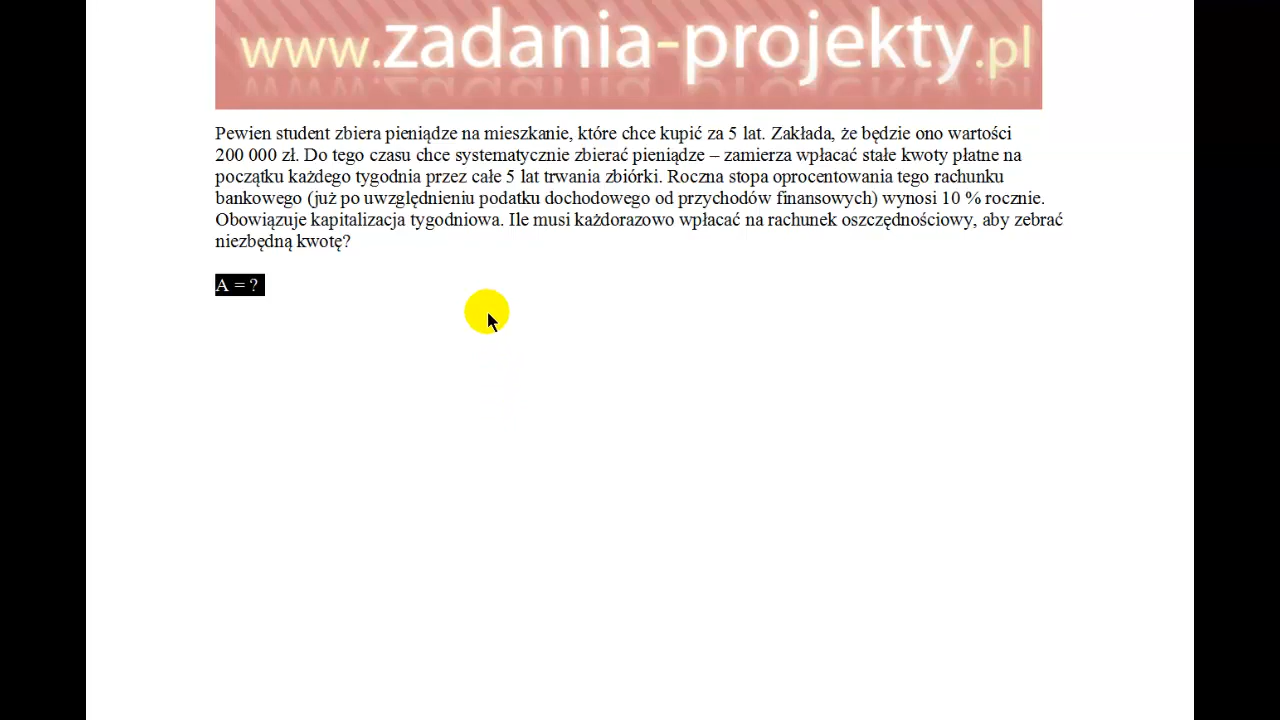 www.zadania-projekty.pl
Pewien student zbiera pieniądze na mieszkanie, które chce kupić za 5 lat. Zakłada, że będzie ono wartości
200 000 zł. Do tego czasu chce systematycznie zbierać pieniądze – zamierza wpłacać stałe kwoty płatne na
początku każdego tygodnia przez całe 5 lat trwania zbiórki. Roczna stopa oprocentowania tego rachunku
bankowego (już po uwzględnieniu podatku dochodowego od przychodów finansowych) wynosi 10 % rocznie.
Obowiązuje kapitalizacja tygodniowa. Ile musi każdorazowo wpłacać na rachunek oszczędnościowy, aby zebrać
niezbędną kwotę?
A = ?